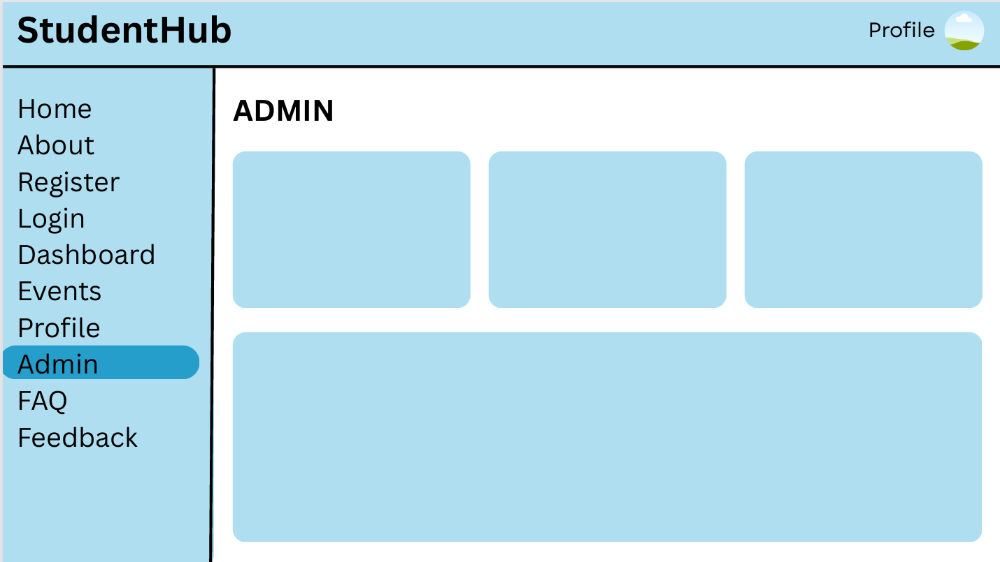 StudentHub
Profile
Home
About
Register
Login
Dashboard
Events
Profile
Admin
FAQ
Feedback
ADMIN